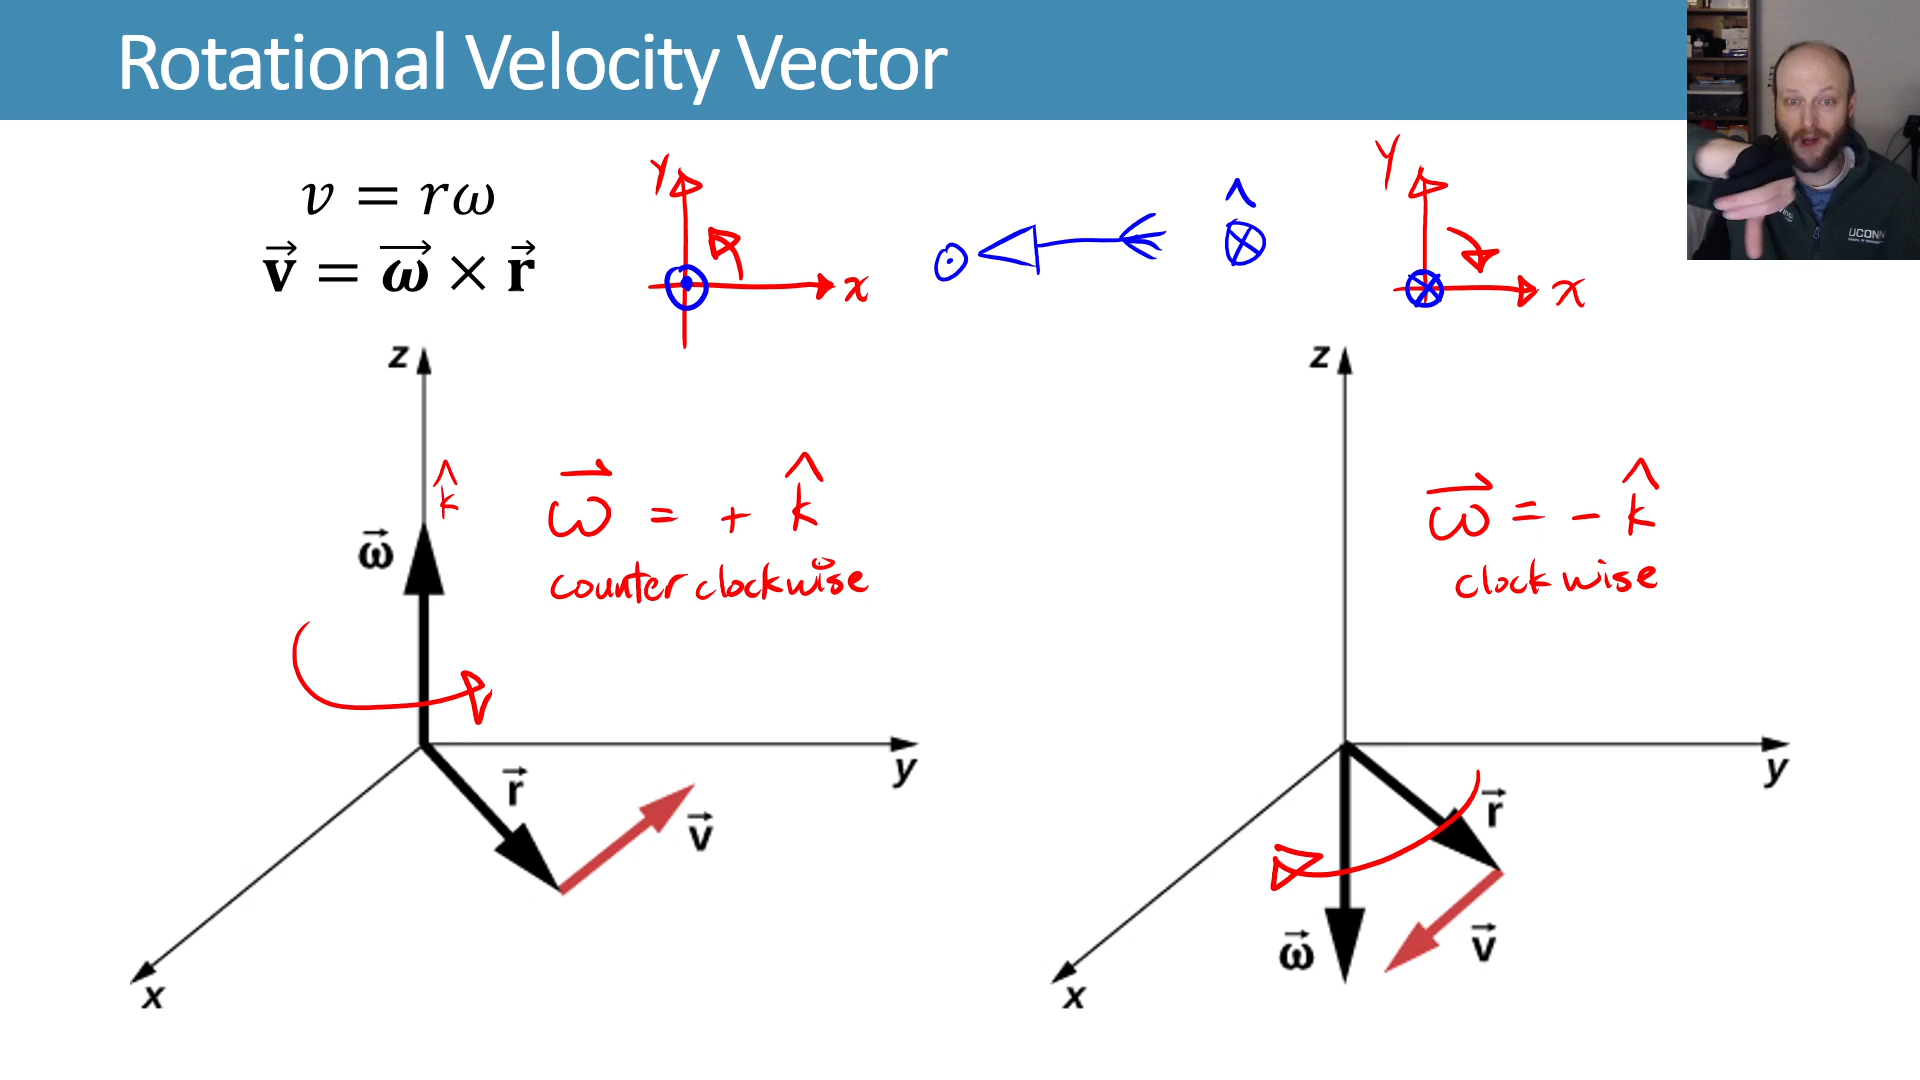 Rotational Velocity Vector
v = rω
v⃗ = ω⃗ × r⃗
Y
x
Y
x
UCONN
z
k̂
ω⃗
ω⃗ = + k̂
counter clockwise
r⃗
v⃗
y
x
z
ω⃗ = - k̂
clockwise
r⃗
ω⃗
v⃗
y
x